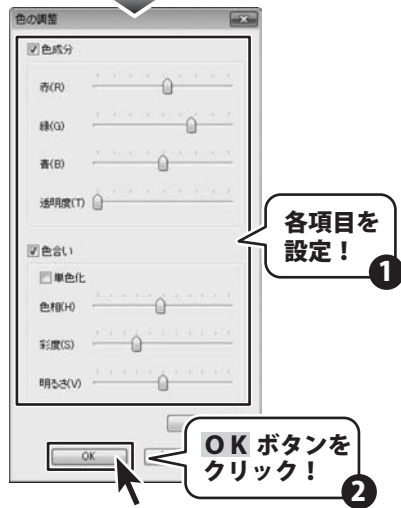 色の調整
色成分
赤(R)
緑(G)
青(B)
透明度(T)
各項目を
設定！
1
色合い
単色化
色相(H)
彩度(S)
明るさ(V)
OK
OK ボタンを
クリック！
2